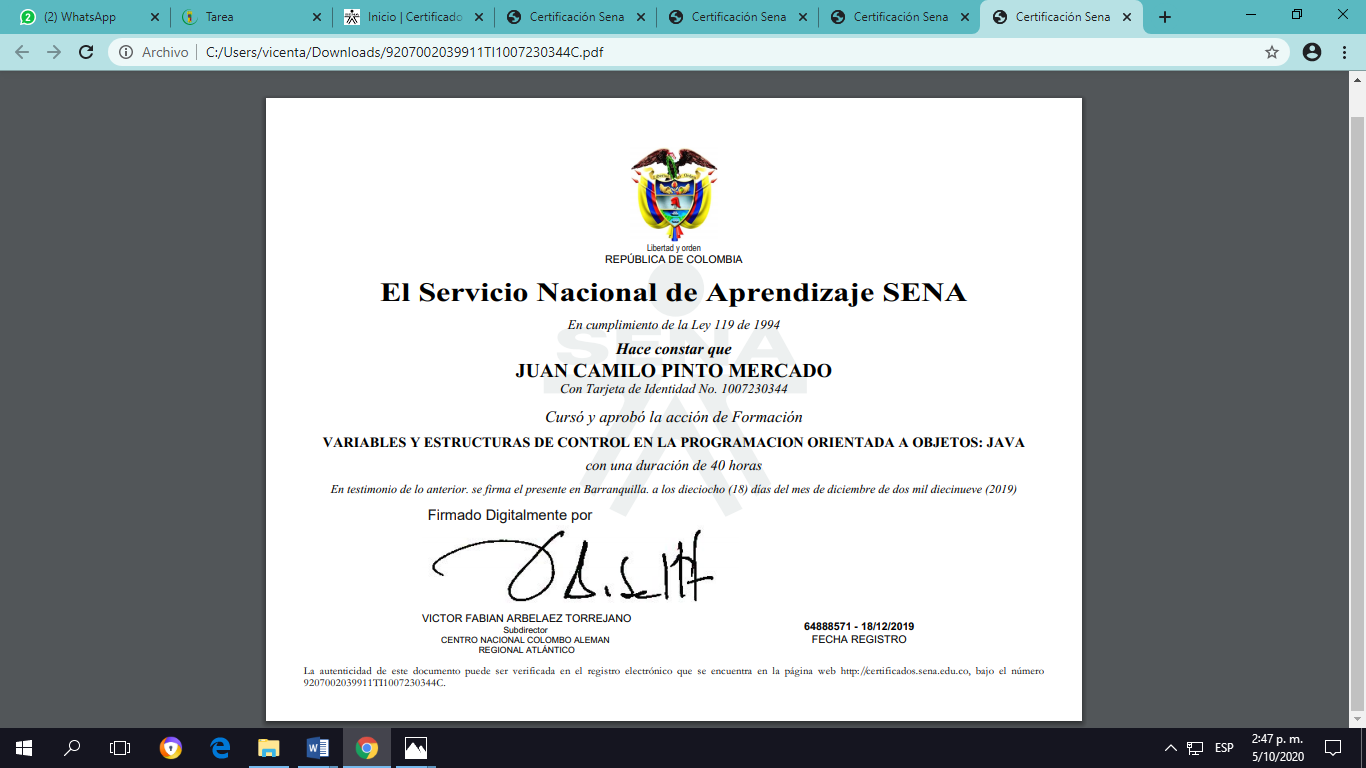 (2) WhatsApp
Tarea
Inicio | Certificado
Certificación Sena
Certificación Sena
Certificación Sena
Certificación Sena
Archivo
C:/Users/vicenta/Downloads/9207002039911TI1007230344C.pdf
Libertad y orden
REPÚBLICA DE COLOMBIA
SENA
El Servicio Nacional de Aprendizaje SENA
En cumplimiento de la Ley 119 de 1994
Hace constar que
JUAN CAMILO PINTO MERCADO
Con Tarjeta de Identidad No. 1007230344
Cursó y aprobó la acción de Formación
VARIABLES Y ESTRUCTURAS DE CONTROL EN LA PROGRAMACION ORIENTADA A OBJETOS: JAVA
con una duración de 40 horas
En testimonio de lo anterior. se firma el presente en Barranquilla. a los dieciocho (18) días del mes de diciembre de dos mil diecinueve (2019)
Firmado Digitalmente por
VICTOR FABIAN ARBELAEZ TORREJANO
Subdirector
CENTRO NACIONAL COLOMBO ALEMAN
REGIONAL ATLÁNTICO
64888571 - 18/12/2019
FECHA REGISTRO
La autenticidad de este documento puede ser verificada en el registro electrónico que se encuentra en la página web http://certificados.sena.edu.co, bajo el número
9207002039911TI1007230344C.
ESP
2:47 p. m.
5/10/2020